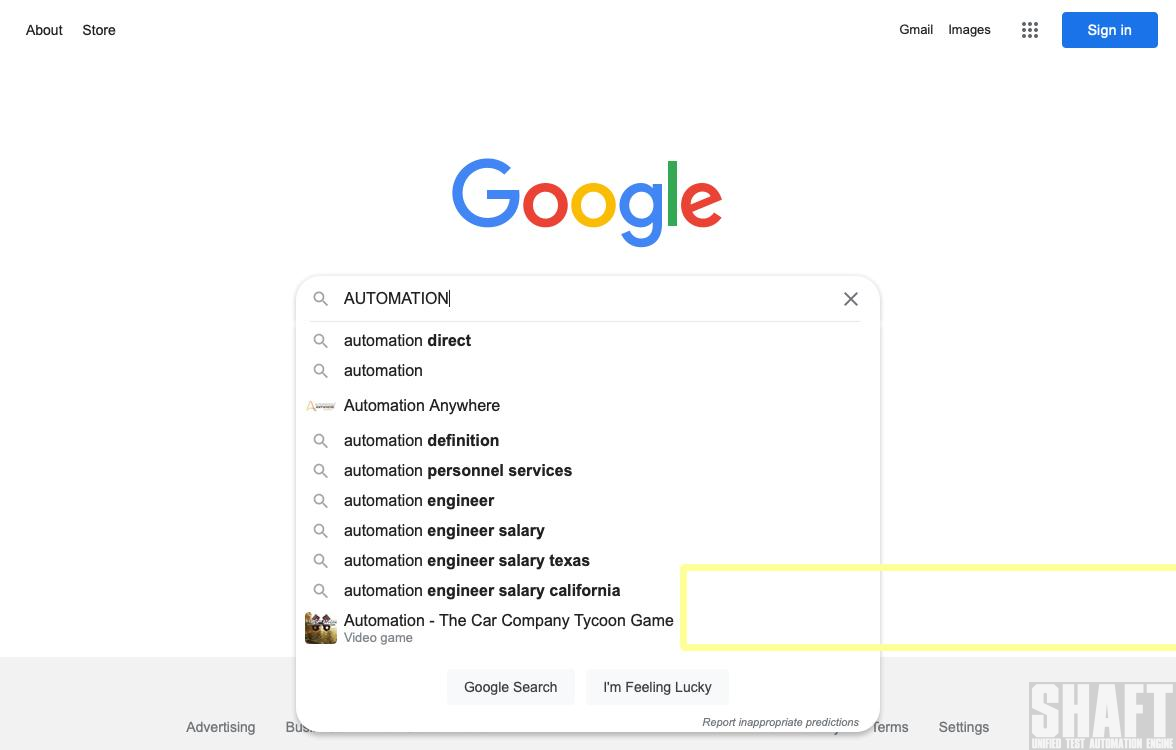 About Store Gmail Images Sign in
Google
AUTOMATION
automation direct
automation
Automation Anywhere
automation definition
automation personnel services
automation engineer
automation engineer salary
automation engineer salary texas
automation engineer salary california
Automation - The Car Company Tycoon Game
Video game
Google Search I'm Feeling Lucky
Report inappropriate predictions
Advertising Terms Settings
SHAFT
UNIFIED TEST AUTOMATION ENGINE